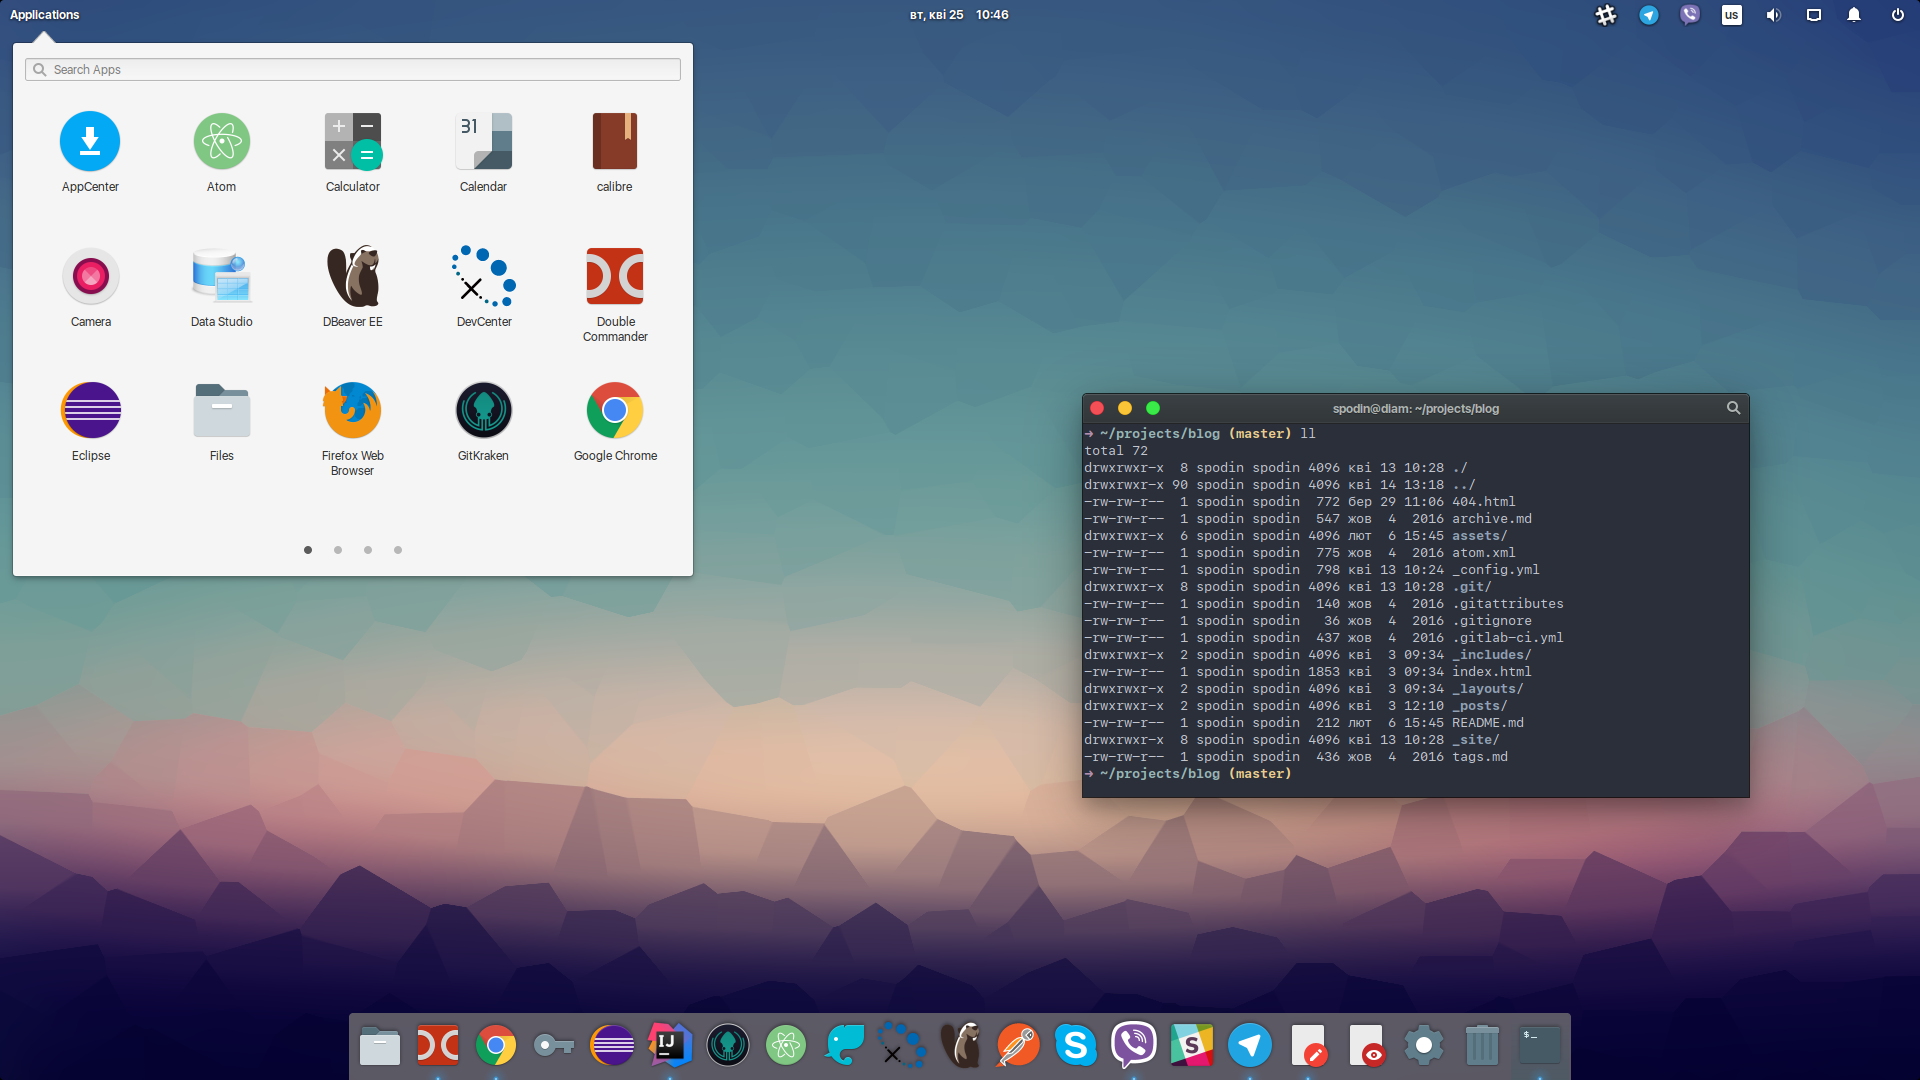 Applications
вт, кві 25 10:46
us
Search Apps
31
AppCenter
Atom
Calculator
Calendar
calibre
Camera
Data Studio
DBeaver EE
DevCenter
Double
Commander
Eclipse
Files
Firefox Web
Browser
GitKraken
Google Chrome
spodin@dlam: ~/projects/blog
➜ ~/projects/blog (master) ll
total 72
drwxrwxr-x  8 spodin spodin 4096 кві 13 10:28 ./
drwxrwxr-x 90 spodin spodin 4096 кві 14 13:18 ../
-rw-rw-r--  1 spodin spodin  772 бер 29 11:06 404.html
-rw-rw-r--  1 spodin spodin  547 жов  4  2016 archive.md
drwxrwxr-x  6 spodin spodin 4096 лют  6 15:45 assets/
-rw-rw-r--  1 spodin spodin  775 жов  4  2016 atom.xml
-rw-rw-r--  1 spodin spodin  798 кві 13 10:24 _config.yml
drwxrwxr-x  8 spodin spodin 4096 кві 13 10:28 .git/
-rw-rw-r--  1 spodin spodin  140 жов  4  2016 .gitattributes
-rw-rw-r--  1 spodin spodin   36 жов  4  2016 .gitignore
-rw-rw-r--  1 spodin spodin  437 жов  4  2016 .gitlab-ci.yml
drwxrwxr-x  2 spodin spodin 4096 кві  3 09:34 _includes/
-rw-rw-r--  1 spodin spodin 1853 кві  3 09:34 index.html
drwxrwxr-x  2 spodin spodin 4096 кві  3 09:34 _layouts/
drwxrwxr-x  2 spodin spodin 4096 кві  3 12:10 _posts/
-rw-rw-r--  1 spodin spodin  212 лют  6 15:45 README.md
drwxrwxr-x  8 spodin spodin 4096 кві 13 10:28 _site/
-rw-rw-r--  1 spodin spodin  436 жов  4  2016 tags.md
➜ ~/projects/blog (master)
IJ
S
S
$_